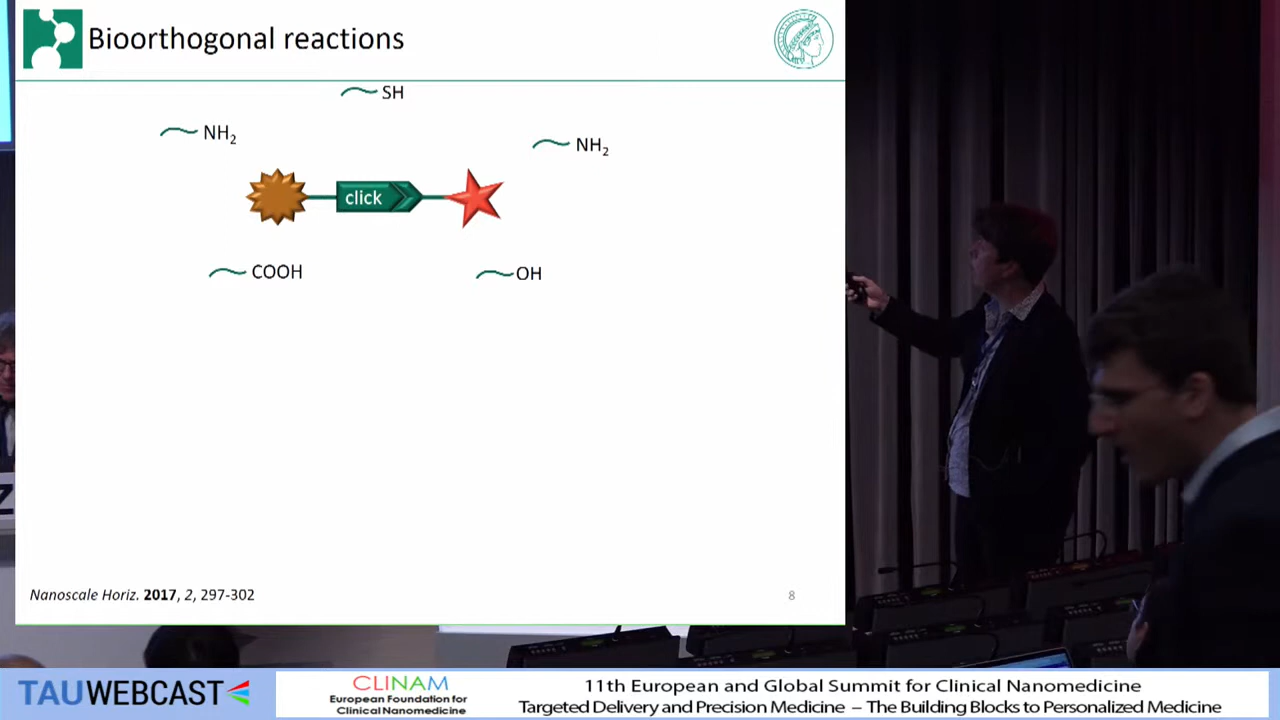 Bioorthogonal reactions
SH
NH2
NH2
click
COOH
OH
Nanoscale Horiz. 2017, 2, 297-302
8
Z
TAUWEBCAST
CLINAM
European Foundation for
Clinical Nanomedicine
11th European and Global Summit for Clinical Nanomedicine
Targeted Delivery and Precision Medicine – The Building Blocks to Personalized Medicine